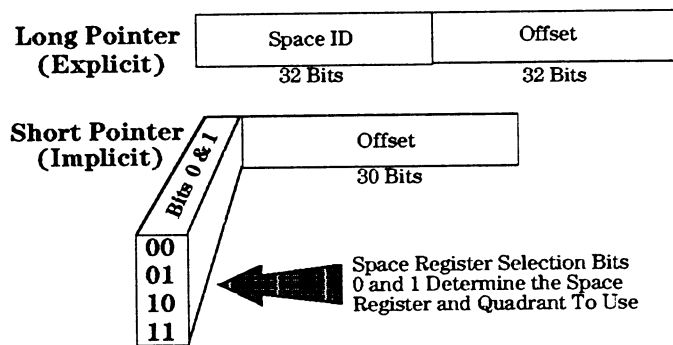 Long Pointer
(Explicit)
Space ID
Offset
32 Bits
32 Bits
Short Pointer
(Implicit)
Bits 0 & 1
Offset
30 Bits
00
01
10
11
Space Register Selection Bits
0 and 1 Determine the Space
Register and Quadrant To Use